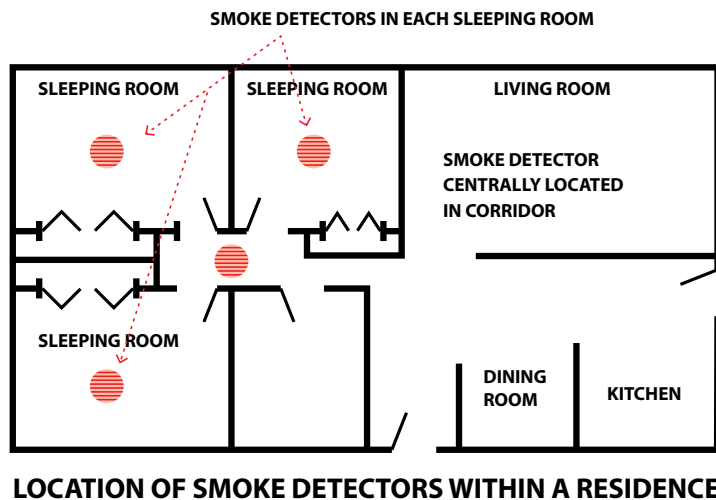 SMOKE DETECTORS IN EACH SLEEPING ROOM
SLEEPING ROOM
SLEEPING ROOM
LIVING ROOM
SMOKE DETECTOR
CENTRALLY LOCATED
IN CORRIDOR
SLEEPING ROOM
DINING
ROOM
KITCHEN
LOCATION OF SMOKE DETECTORS WITHIN A RESIDENCE